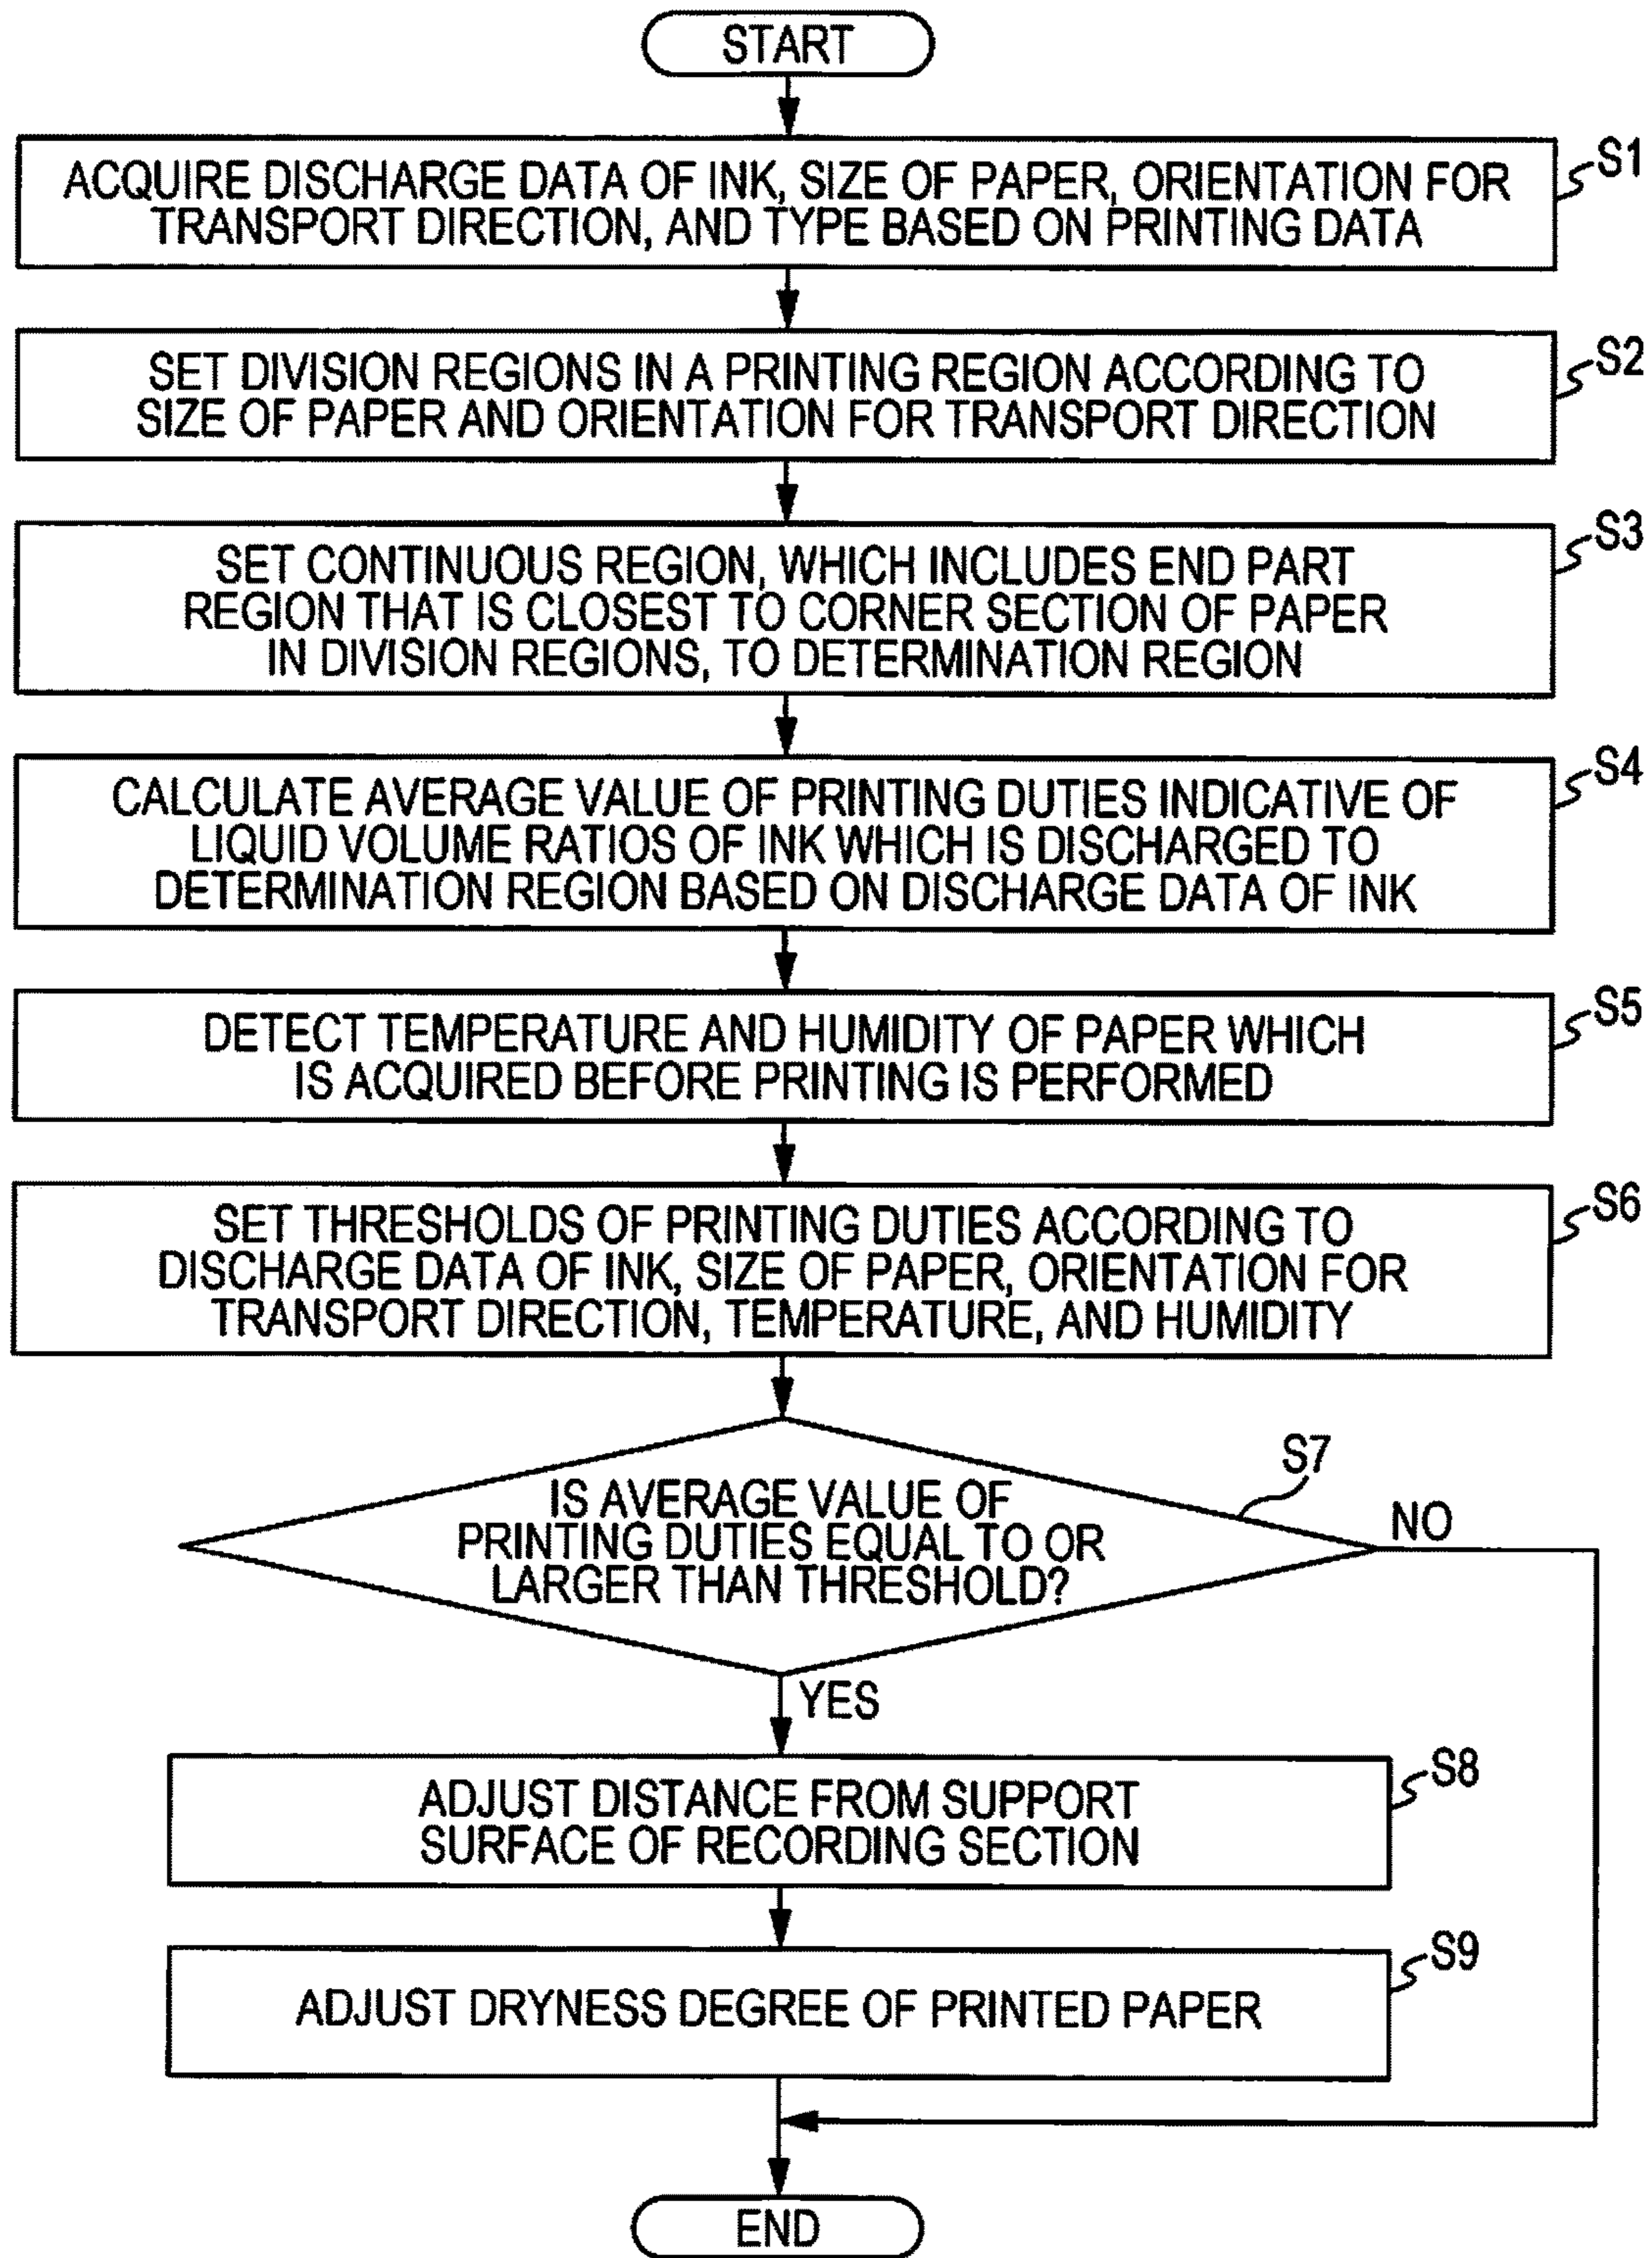 START
S1
ACQUIRE DISCHARGE DATA OF INK, SIZE OF PAPER, ORIENTATION FOR
TRANSPORT DIRECTION, AND TYPE BASED ON PRINTING DATA
S2
SET DIVISION REGIONS IN A PRINTING REGION ACCORDING TO
SIZE OF PAPER AND ORIENTATION FOR TRANSPORT DIRECTION
S3
SET CONTINUOUS REGION, WHICH INCLUDES END PART
REGION THAT IS CLOSEST TO CORNER SECTION OF PAPER
IN DIVISION REGIONS, TO DETERMINATION REGION
S4
CALCULATE AVERAGE VALUE OF PRINTING DUTIES INDICATIVE OF
LIQUID VOLUME RATIOS OF INK WHICH IS DISCHARGED TO
DETERMINATION REGION BASED ON DISCHARGE DATA OF INK
S5
DETECT TEMPERATURE AND HUMIDITY OF PAPER WHICH
IS ACQUIRED BEFORE PRINTING IS PERFORMED
S6
SET THRESHOLDS OF PRINTING DUTIES ACCORDING TO
DISCHARGE DATA OF INK, SIZE OF PAPER, ORIENTATION FOR
TRANSPORT DIRECTION, TEMPERATURE, AND HUMIDITY
S7
IS AVERAGE VALUE OF
PRINTING DUTIES EQUAL TO OR
LARGER THAN THRESHOLD?
NO
YES
S8
ADJUST DISTANCE FROM SUPPORT
SURFACE OF RECORDING SECTION
S9
ADJUST DRYNESS DEGREE OF PRINTED PAPER
END